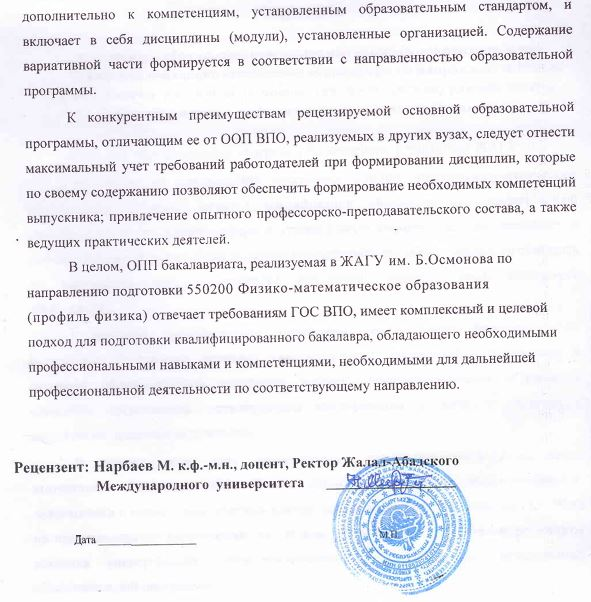 дополнительно к компетенциям, установленным образовательным стандартом, и
включает в себя дисциплины (модули), установленные организацией. Содержание
вариативной части формируется в соответствии с направленностью образовательной
программы.
К конкурентным преимуществам рецензируемой основной образовательной
программы, отличающим ее от ООП ВПО, реализуемых в других вузах, следует отнести
максимальный учет требований работодателей при формировании дисциплин, которые
по своему содержанию позволяют обеспечить формирование необходимых компетенций
выпускника; привлечение опытного профессорско-преподавательского состава, а также
ведущих практических деятелей.
В целом, ОПП бакалавриата, реализуемая в ЖАГУ им. Б.Осмонова по
направлению подготовки 550200 Физико-математическое образования
(профиль физика) отвечает требованиям ГОС ВПО, имеет комплексный и целевой
подход для подготовки квалифицированного бакалавра, обладающего необходимыми
профессиональными навыками и компетенциями, необходимыми для дальнейшей
профессиональной деятельности по соответствующему направлению.
Рецензент: Нарбаев М. к.ф.-м.н., доцент, Ректор Жалал-Абадского
Международного университета
М.П.
Дата